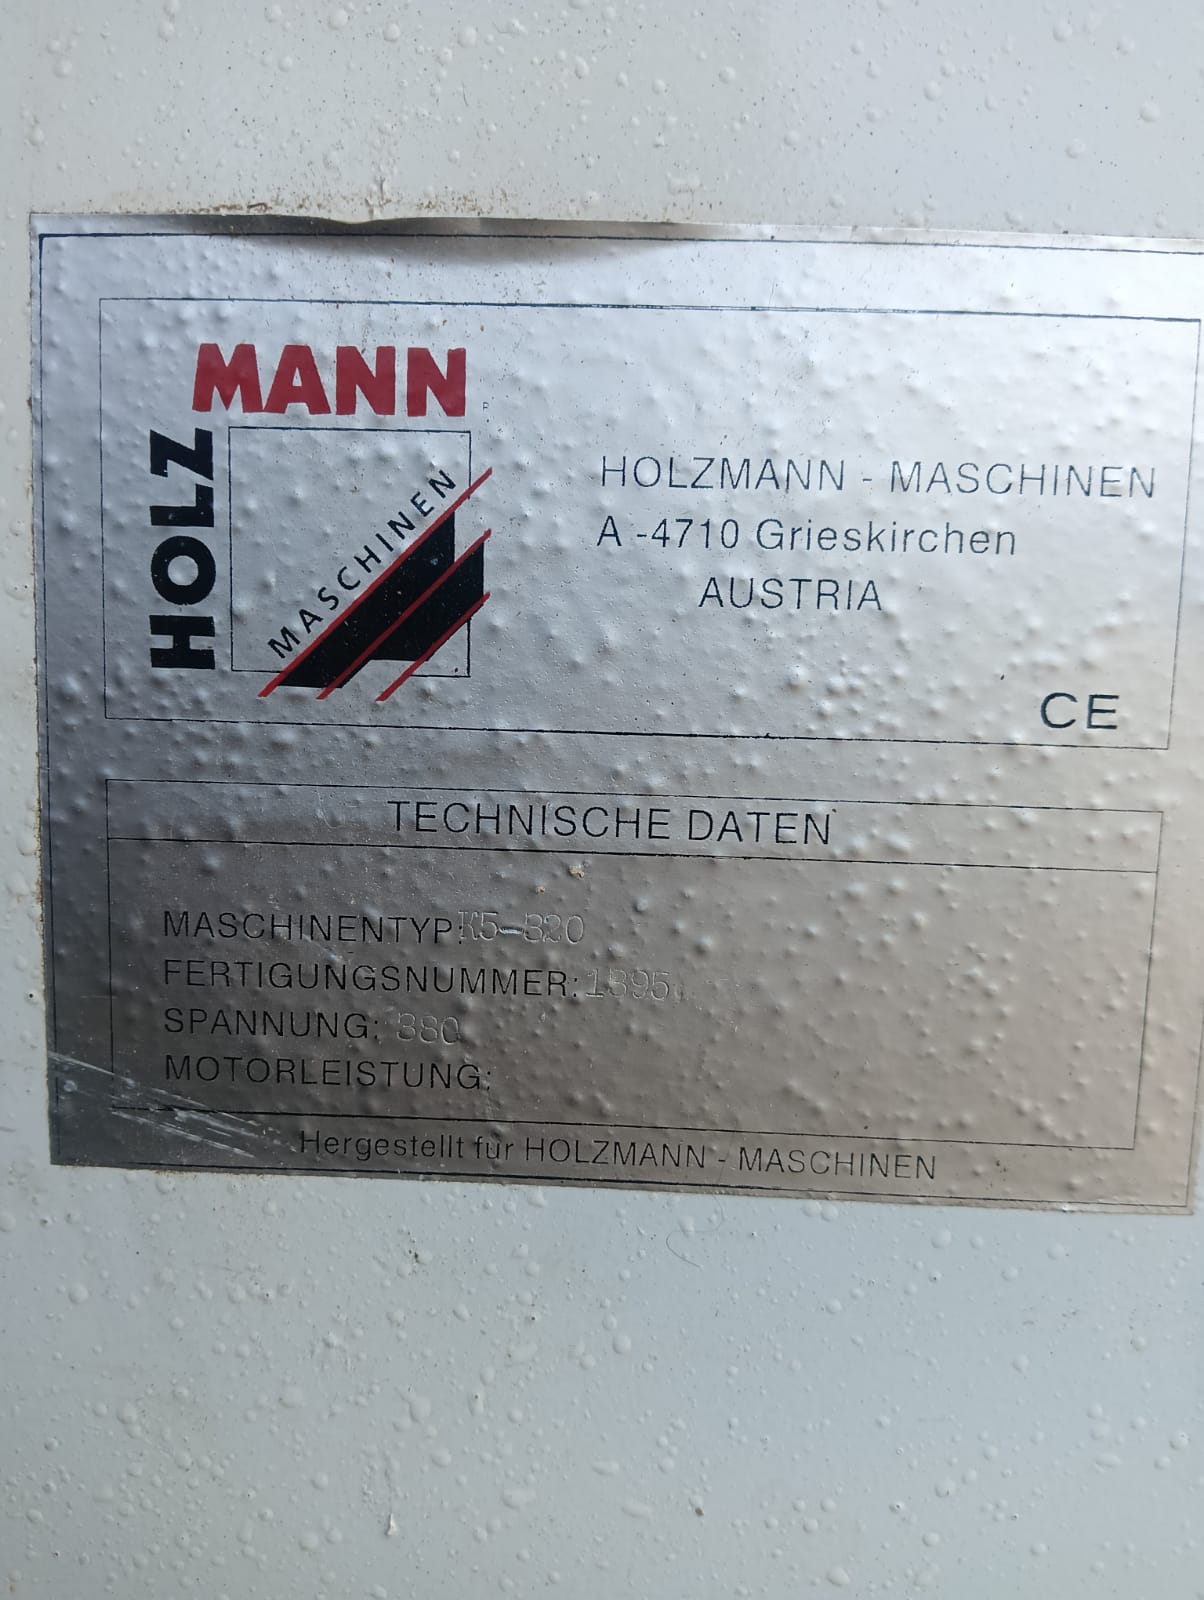 HOLZ
MANN
MASCHINEN
HOLZMANN - MASCHINEN
A -4710 Grieskirchen
AUSTRIA
CE
TECHNISCHE DATEN
MASCHINENTYP: K5-320
FERTIGUNGSNUMMER: 1895
SPANNUNG: 380
MOTORLEISTUNG:
Hergestellt für HOLZMANN - MASCHINEN